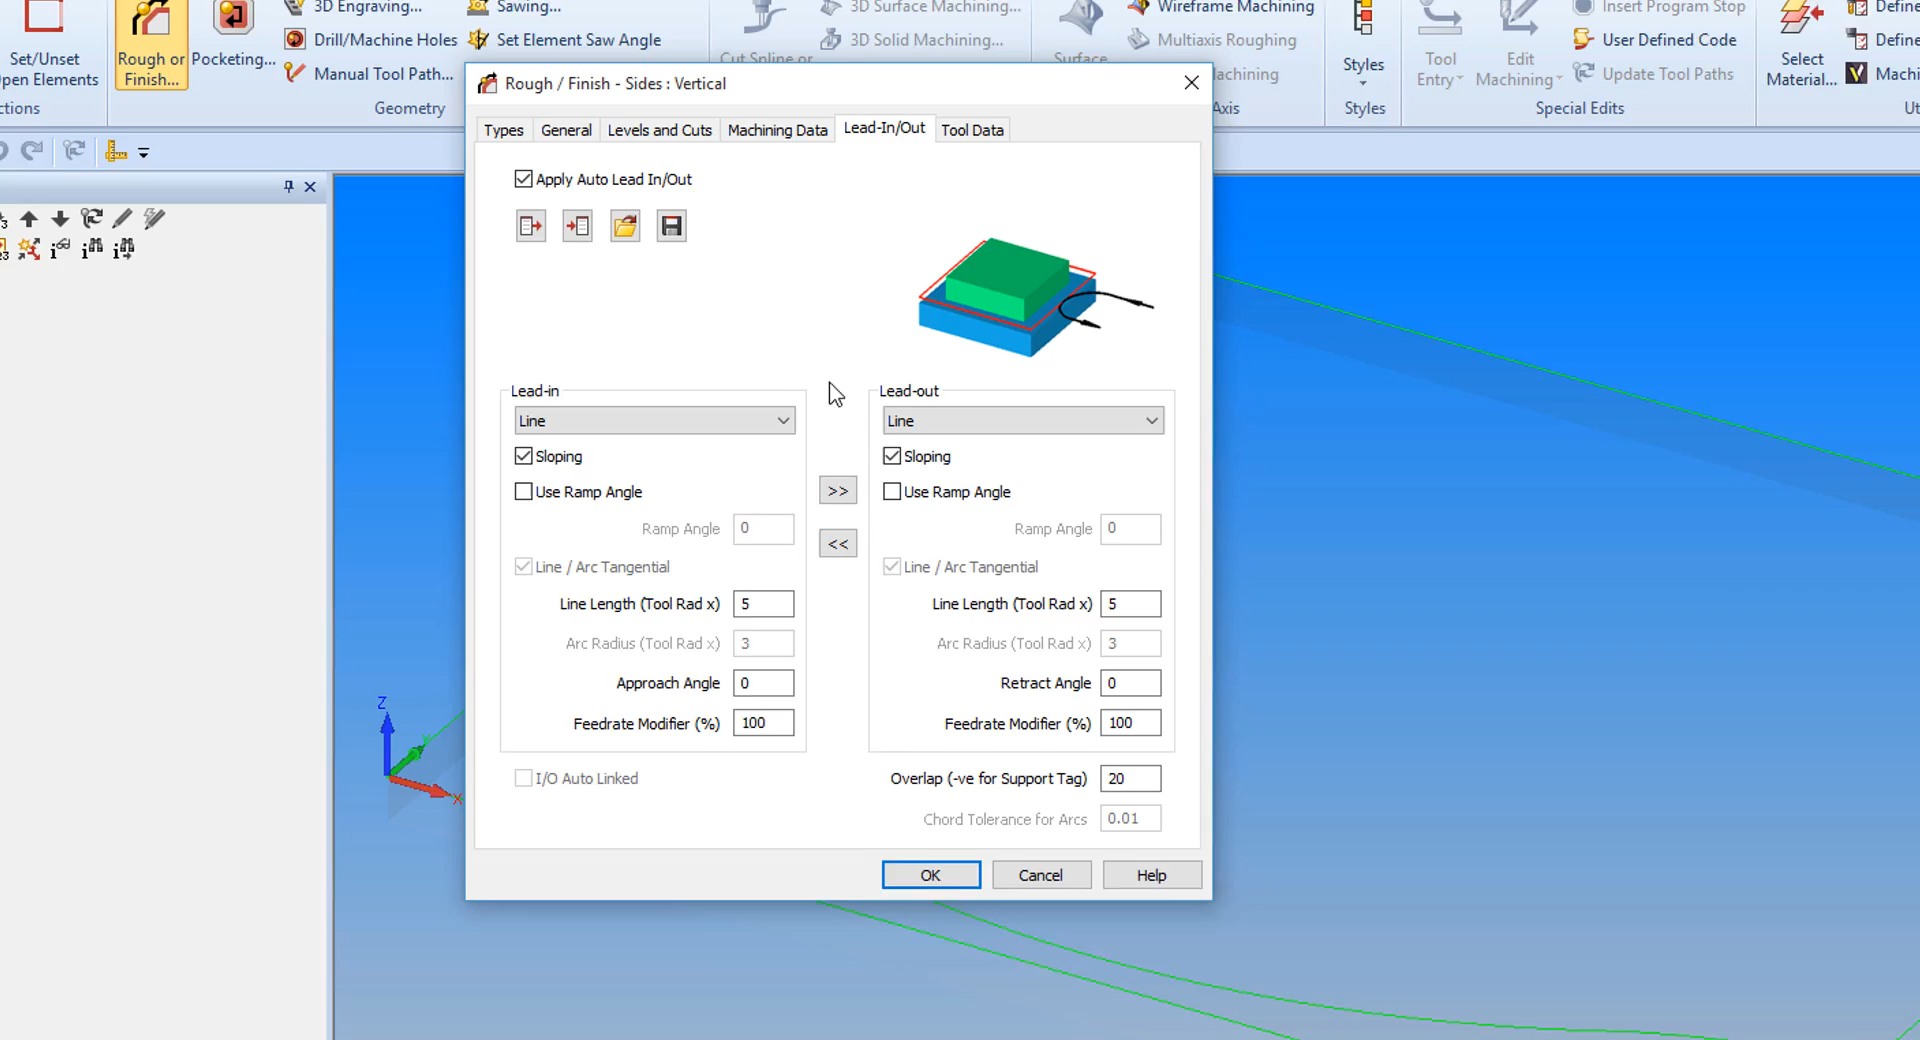 3D Engraving...
Sawing...
3D Surface Machining...
Wireframe Machining
Insert Program Stop
Define
Set/Unset
Open Elements
Rough or
Finish...
Pocketing...
Drill/Machine Holes
Set Element Saw Angle
Cut Spline or
3D Solid Machining...
Surface
Multiaxis Roughing
Styles
Tool
Entry
Edit
Machining
User Defined Code
Select
Material...
Define
Manual Tool Path...
achining
Update Tool Paths
Machi
ctions
Geometry
Axis
Styles
Special Edits
Ut
Rough / Finish - Sides : Vertical
Types
General
Levels and Cuts
Machining Data
Lead-In/Out
Tool Data
Apply Auto Lead In/Out
Lead-in
Line
Sloping
Use Ramp Angle
Ramp Angle 0
Line / Arc Tangential
Line Length (Tool Rad x) 5
Arc Radius (Tool Rad x) 3
Approach Angle 0
Feedrate Modifier (%) 100
>>
<<
Lead-out
Line
Sloping
Use Ramp Angle
Ramp Angle 0
Line / Arc Tangential
Line Length (Tool Rad x) 5
Arc Radius (Tool Rad x) 3
Retract Angle 0
Feedrate Modifier (%) 100
I/O Auto Linked
Overlap (-ve for Support Tag) 20
Chord Tolerance for Arcs 0.01
OK
Cancel
Help
Z
Y
X